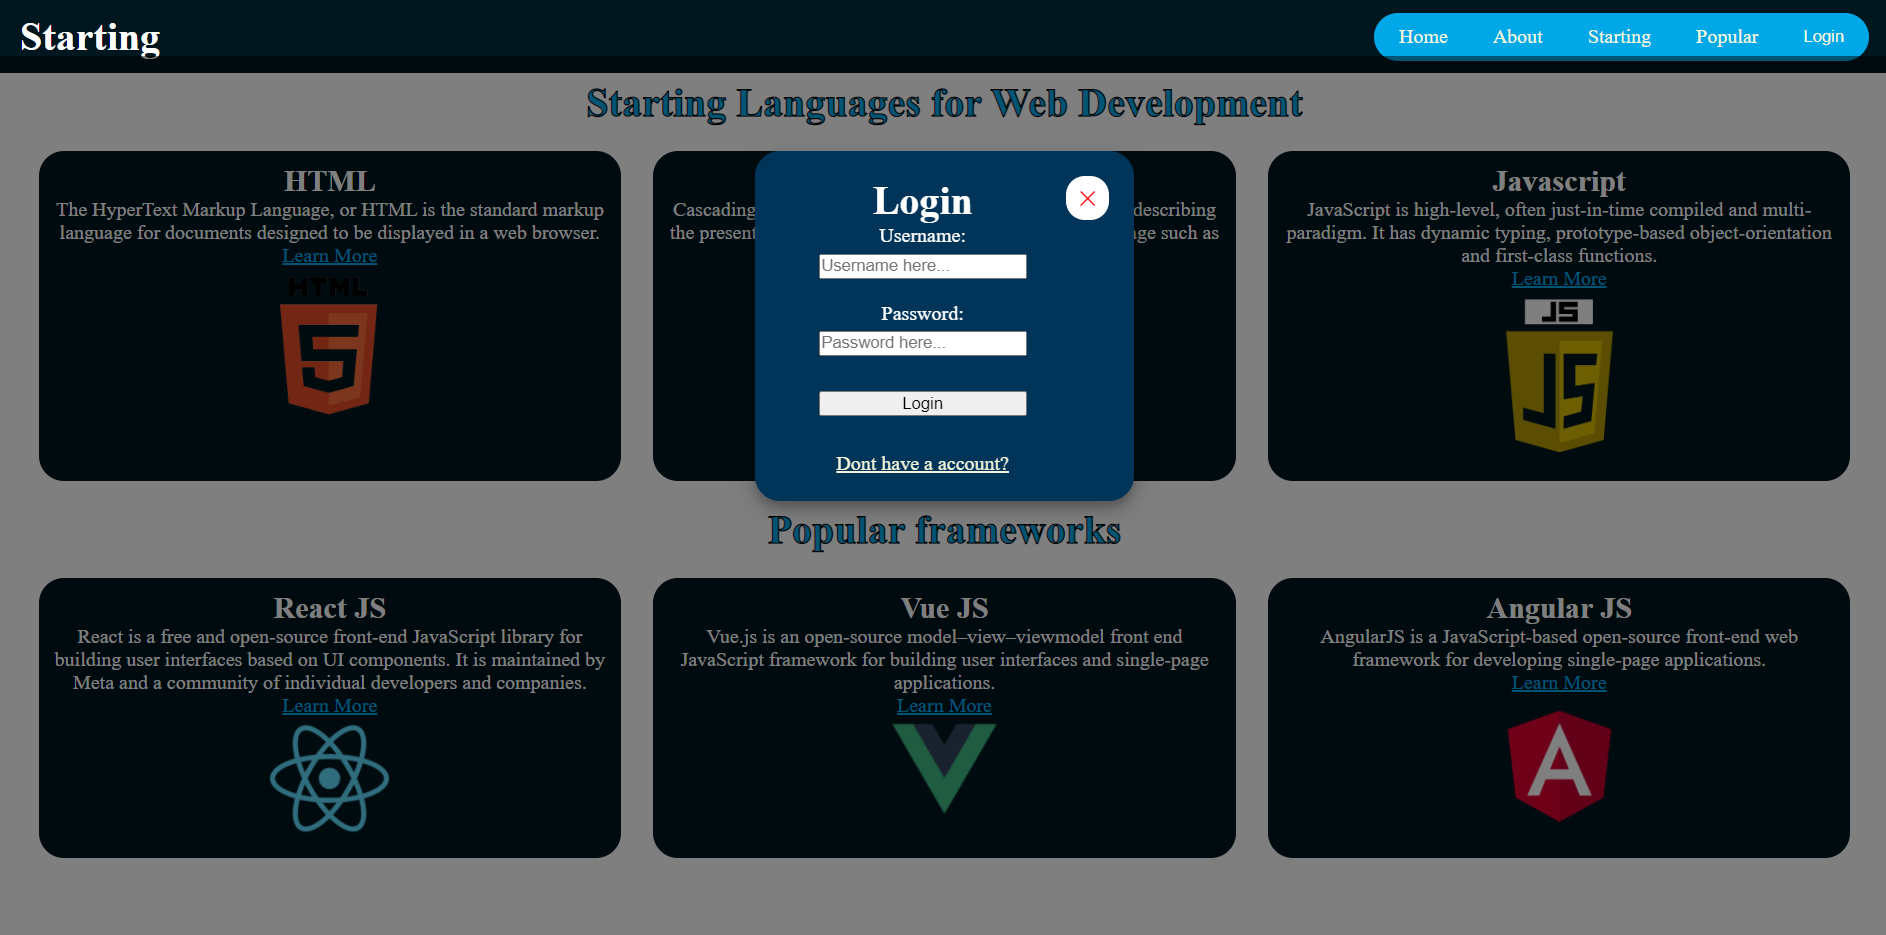 Starting
Home About Starting Popular Login
Starting Languages for Web Development
HTML
The HyperText Markup Language, or HTML is the standard markup
language for documents designed to be displayed in a web browser.
Learn More
HTML
5
Cascading
describing
the present
ge such as
Login
Username:
Username here...
Password:
Password here...
Login
Dont have a account?
Javascript
JavaScript is high-level, often just-in-time compiled and multi-
paradigm. It has dynamic typing, prototype-based object-orientation
and first-class functions.
Learn More
JS
JS
Popular frameworks
React JS
React is a free and open-source front-end JavaScript library for
building user interfaces based on UI components. It is maintained by
Meta and a community of individual developers and companies.
Learn More
Vue JS
Vue.js is an open-source model–view–viewmodel front end
JavaScript framework for building user interfaces and single-page
applications.
Learn More
Angular JS
AngularJS is a JavaScript-based open-source front-end web
framework for developing single-page applications.
Learn More
A